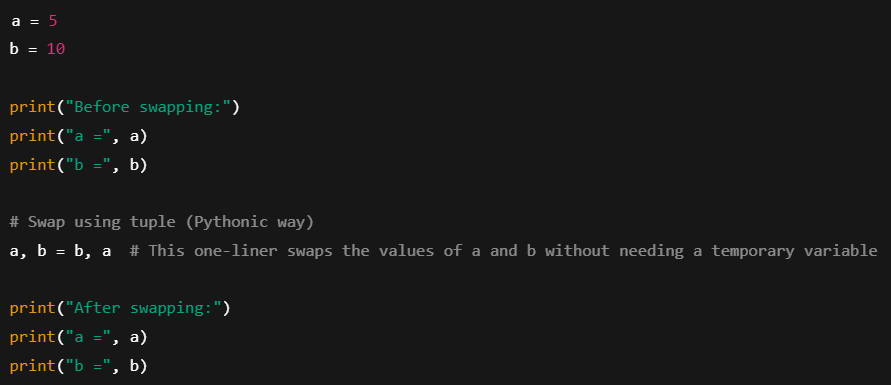 a = 5
b = 10
print("Before swapping:")
print("a =", a)
print("b =", b)
# Swap using tuple (Pythonic way)
a, b = b, a  # This one-liner swaps the values of a and b without needing a temporary variable
print("After swapping:")
print("a =", a)
print("b =", b)